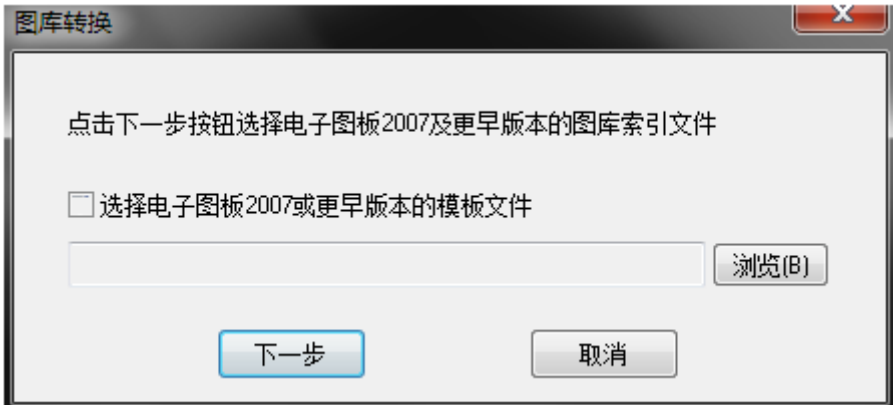 图库转换
点击下一步按钮选择电子图板2007及更早版本的图库索引文件
选择电子图板2007或更早版本的模板文件
浏览(B)
下一步 取消